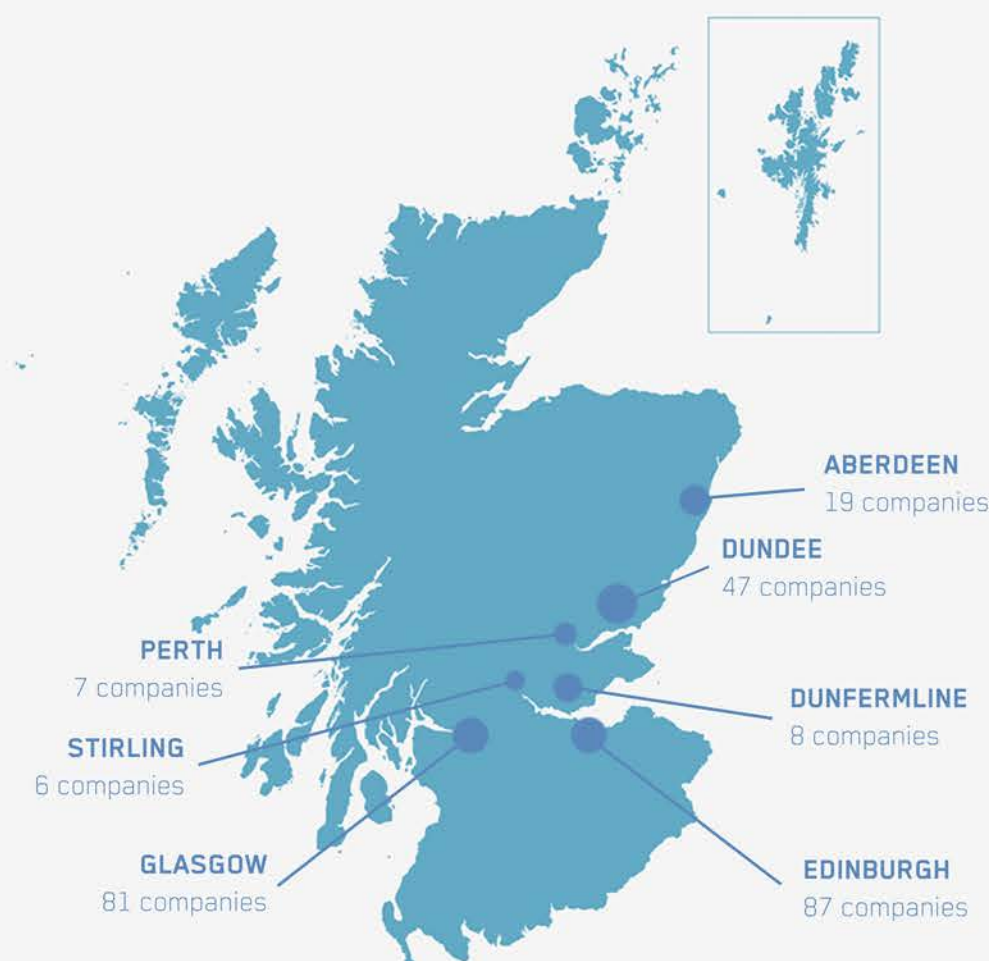 ABERDEEN
19 companies
DUNDEE
47 companies
PERTH
7 companies
DUNFERMLINE
8 companies
STIRLING
6 companies
GLASGOW
81 companies
EDINBURGH
87 companies